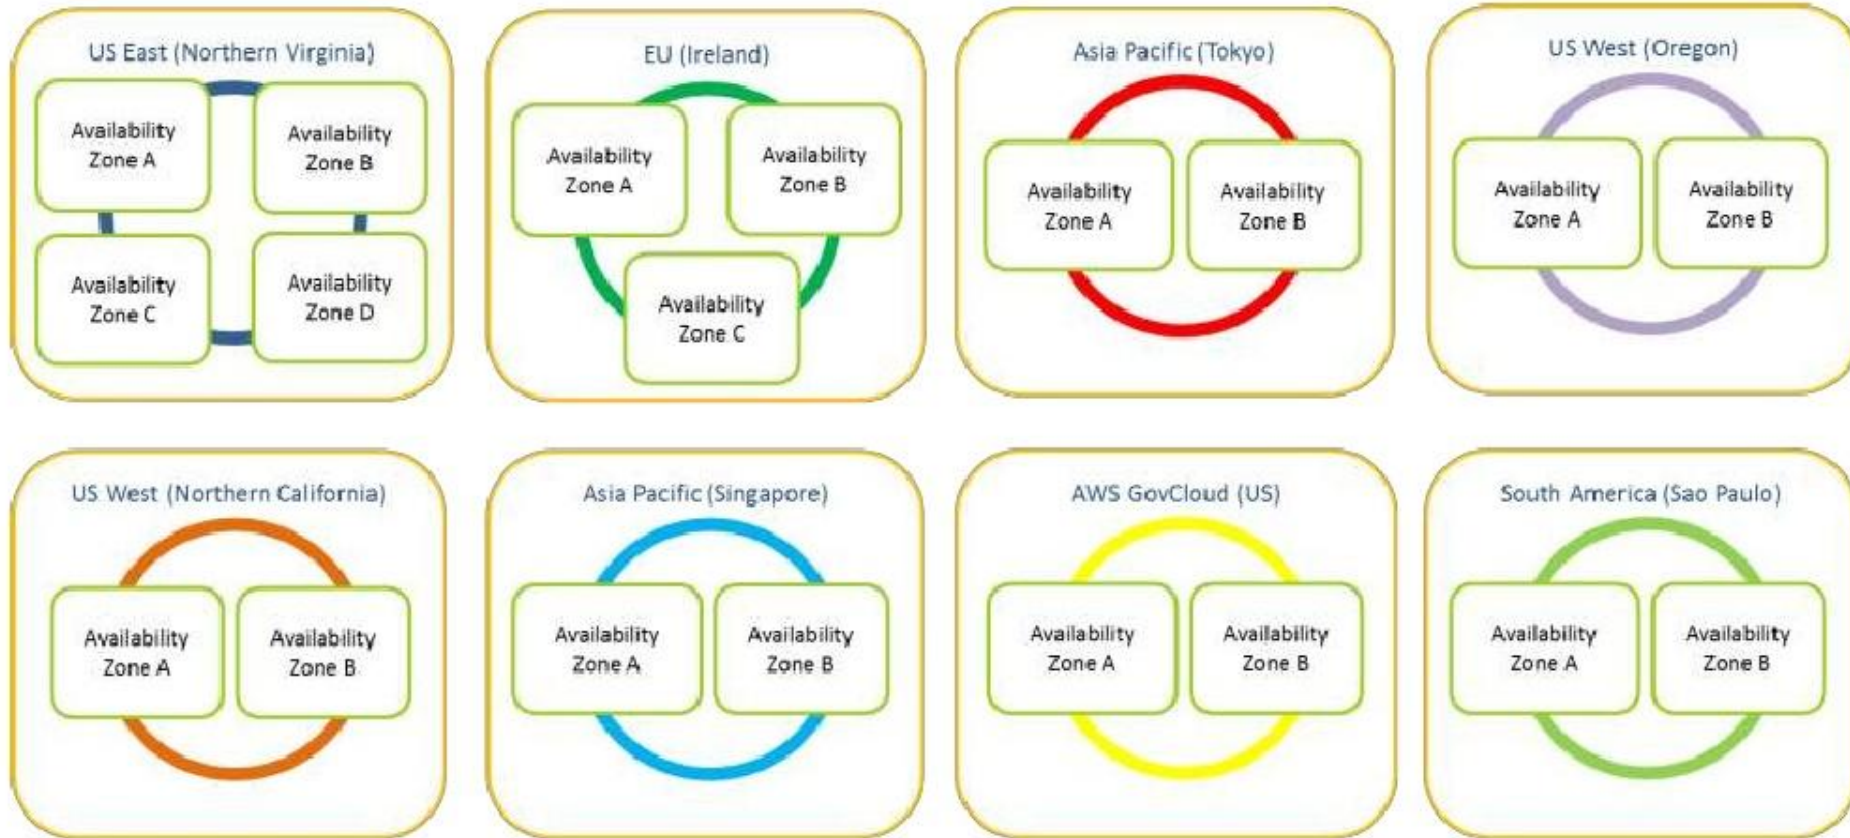 US East (Northern Virginia)
Availability
Zone A
Availability
Zone B
Availability
Zone C
Availability
Zone D
EU (Ireland)
Availability
Zone A
Availability
Zone B
Availability
Zone C
Asia Pacific (Tokyo)
Availability
Zone A
Availability
Zone B
US West (Oregon)
Availability
Zone A
Availability
Zone B
US West (Northern California)
Availability
Zone A
Availability
Zone B
Asia Pacific (Singapore)
Availability
Zone A
Availability
Zone B
AWS GovCloud (US)
Availability
Zone A
Availability
Zone B
South America (Sao Paulo)
Availability
Zone A
Availability
Zone B